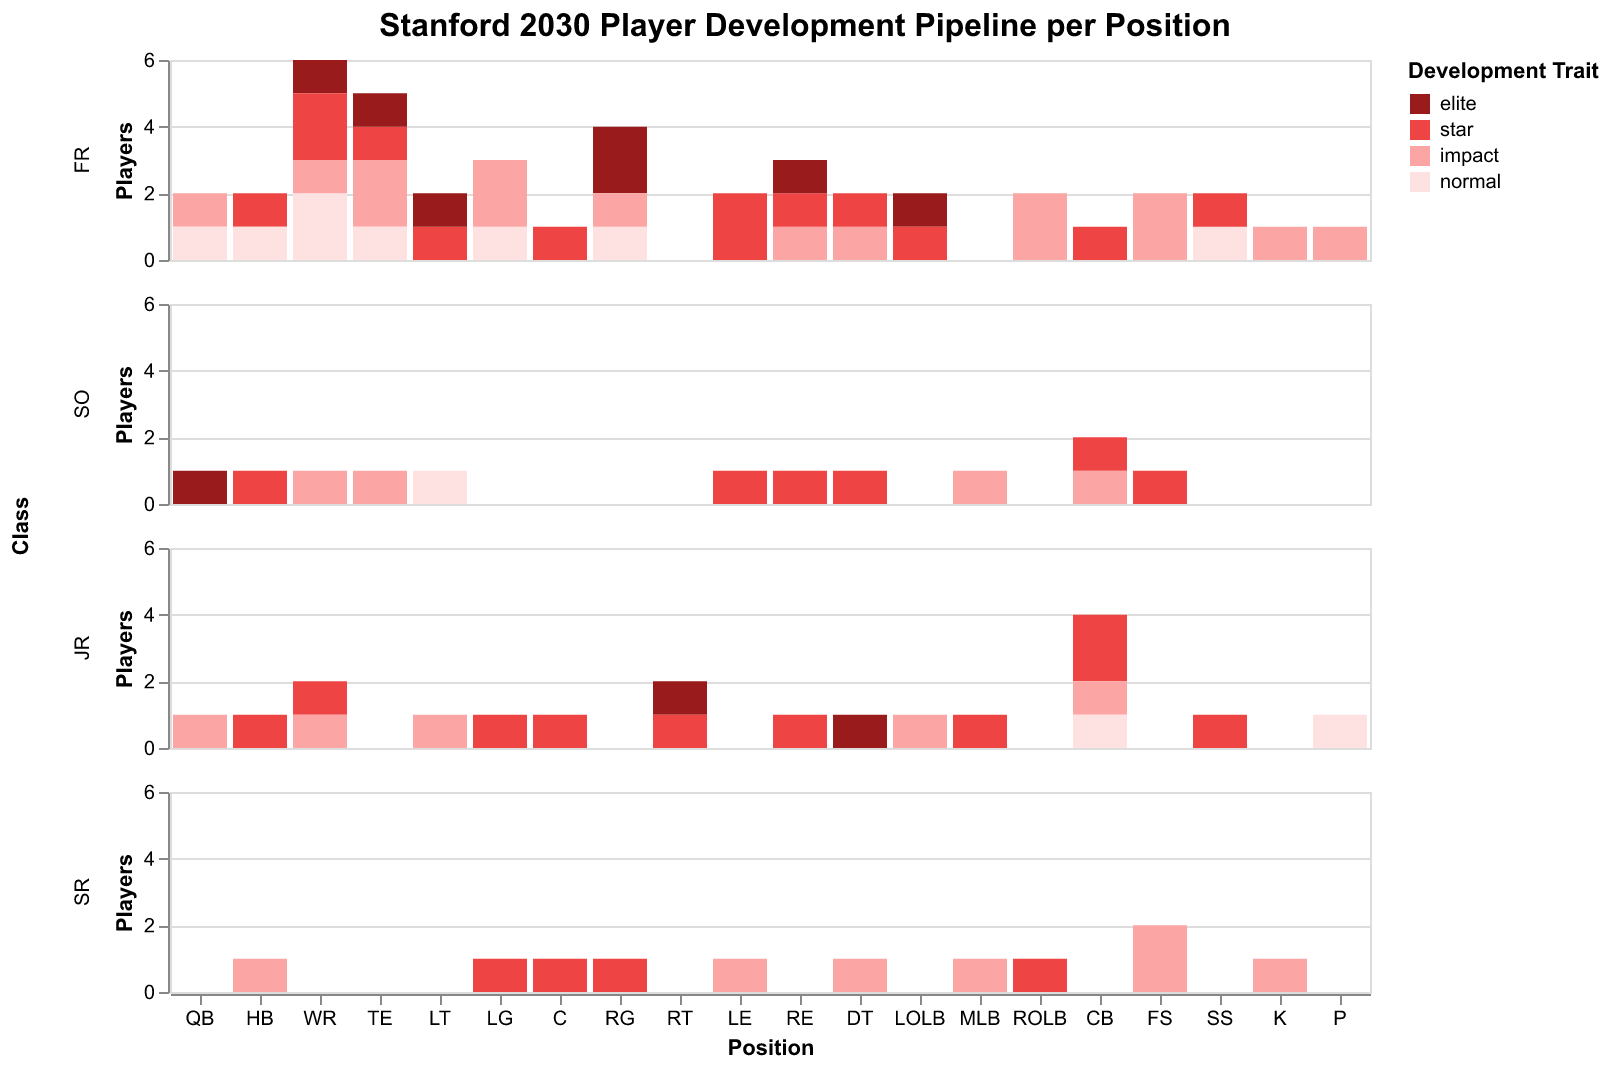 Stanford 2030 Player Development Pipeline per Position
Development Trait
elite
star
impact
normal
Class
FR
Players
6
4
2
0
SO
Players
6
4
2
0
JR
Players
6
4
2
0
SR
Players
6
4
2
0
QB HB WR TE LT LG C RG RT LE RE DT LOLB MLB ROLB CB FS SS K P
Position